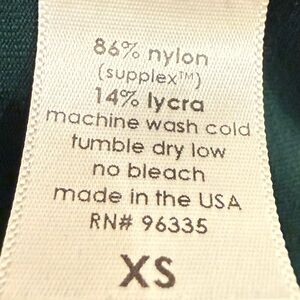 86% nylon
(supplex™)
14% lycra
machine wash cold
tumble dry low
no bleach
made in the USA
RN# 96335
XS